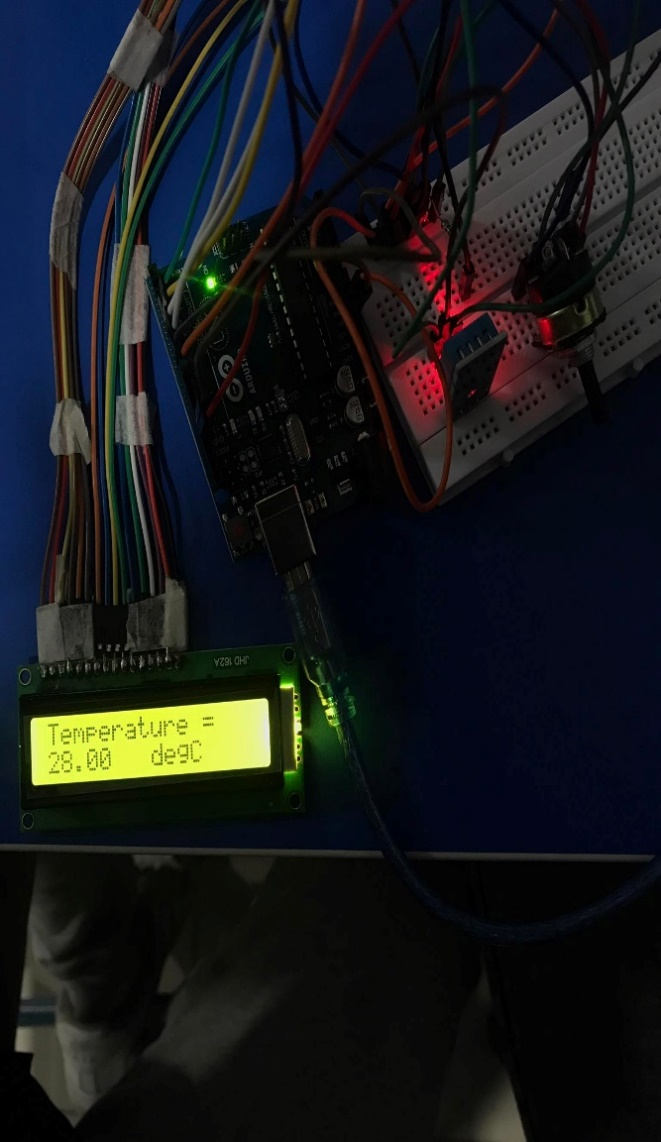 JHD 162A
Temperature =
28.00 degC